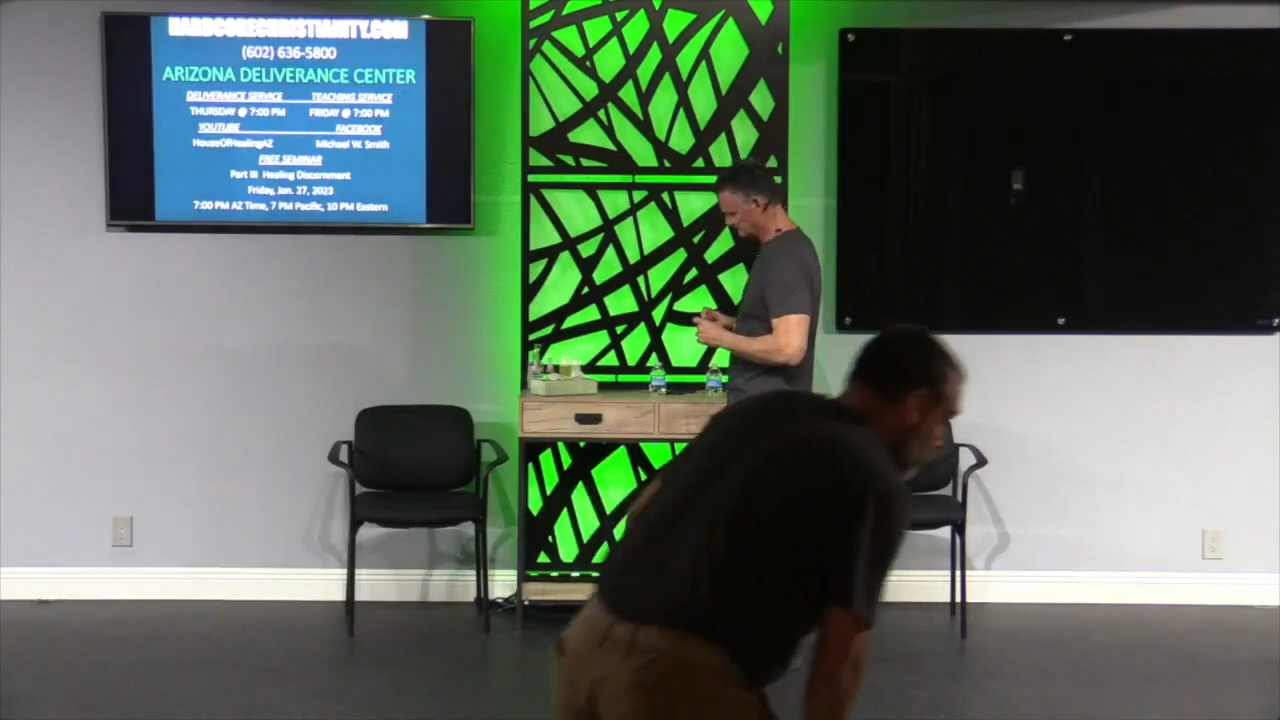 HARDCORECHRISTIANITY.COM
(602) 636-5800
ARIZONA DELIVERANCE CENTER
DELIVERANCE SERVICE TEACHING SERVICE
THURSDAY @ 7:00 PM FRIDAY @ 7:00 PM
YOUTUBE FACEBOOK
HouseOfHealingAZ Michael W. Smith
FREE SEMINAR
Part III Healing Discernment
Friday, Jan. 27, 2023
7:00 PM AZ Time, 7 PM Pacific, 10 PM Eastern